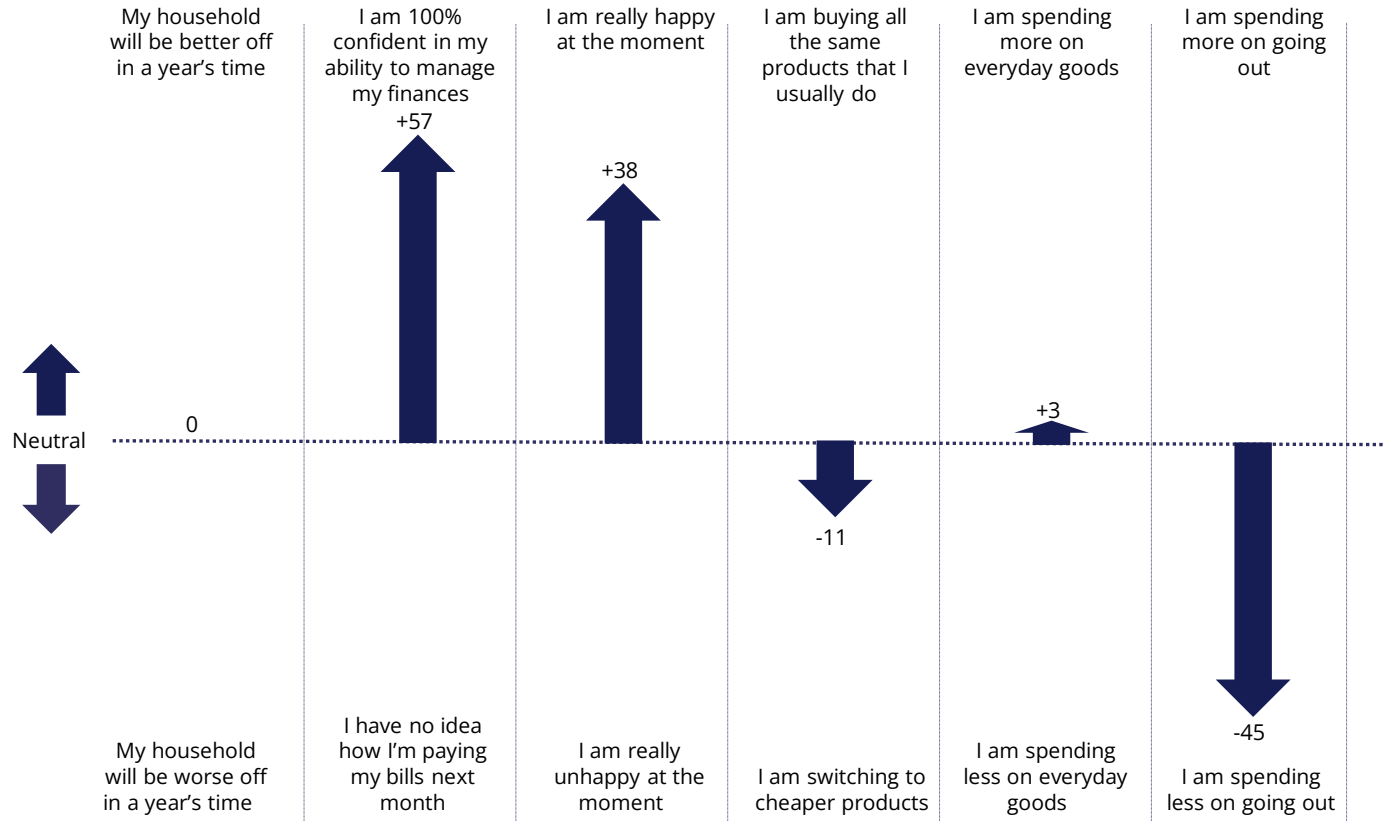 My household
will be better off
in a year’s time
I am 100%
confident in my
ability to manage
my finances
+57
I am really happy
at the moment
+38
I am buying all
the same
products that I
usually do
I am spending
more on
everyday goods
I am spending
more on going
out
0
Neutral
+3
-11
-45
My household
will be worse off
in a year’s time
I have no idea
how I’m paying
my bills next
month
I am really
unhappy at the
moment
I am switching to
cheaper products
I am spending
less on everyday
goods
I am spending
less on going out